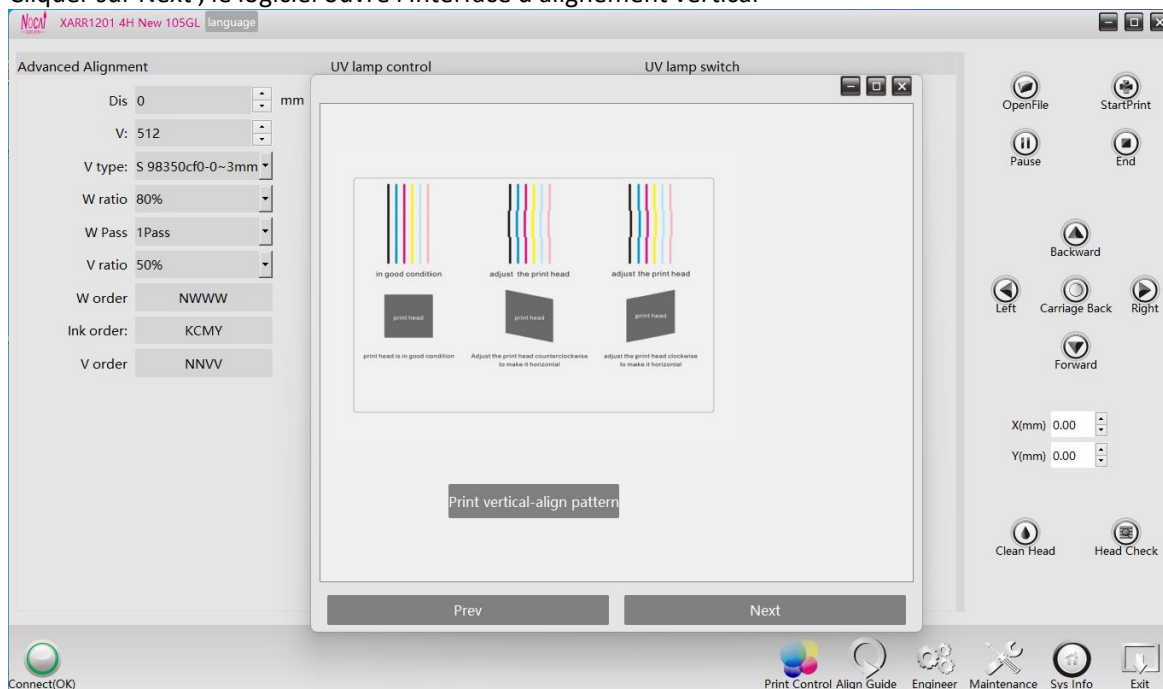 Cliquer sur Next , le logiciel ouvre l'interface d'alignement vertical
NOCAI XARR1201 4H New 105GL language
Advanced Alignment UV lamp control UV lamp switch
Dis 0 mm
V: 512
V type: S 98350cf0-0~3mm
W ratio 80%
W Pass 1Pass
V ratio 50%
W order NWWW
Ink order: KCMY
V order NNVV
in good condition adjust the print head adjust the print head
print head print head print head
print head is in good condition Adjust the print head counterclockwise adjust the print head clockwise
to make it horizontal to make it horizontal
Print vertical-align pattern
Prev Next
OpenFile StartPrint
Pause End
Backward
Left Carriage Back Right
Forward
X(mm) 0.00
Y(mm) 0.00
Clean Head Head Check
Connect(OK) Print Control Align Guide Engineer Maintenance Sys Info Exit